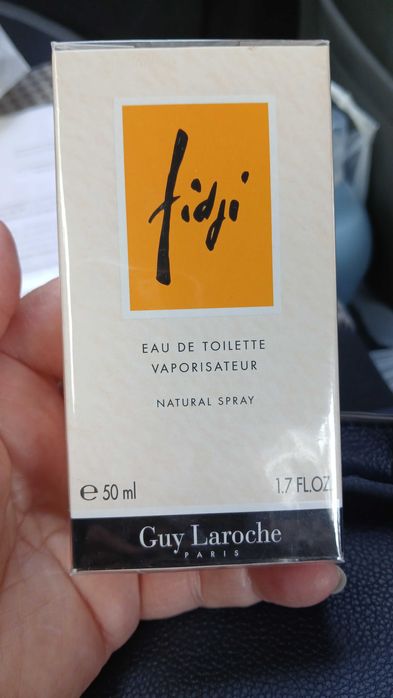 fidji
EAU DE TOILETTE
VAPORISATEUR
NATURAL SPRAY
e 50 ml 1.7 FL.OZ
Guy Laroche
PARIS